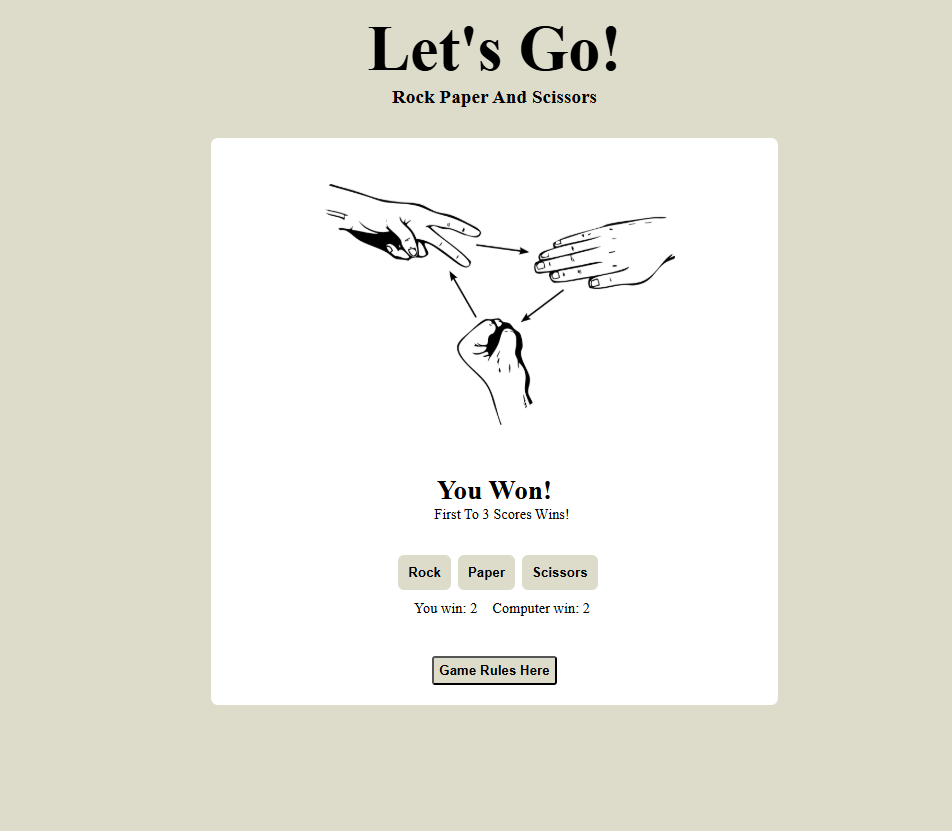 Let's Go!
Rock Paper And Scissors
You Won!
First To 3 Scores Wins!
Rock Paper Scissors
You win: 2 Computer win: 2
Game Rules Here